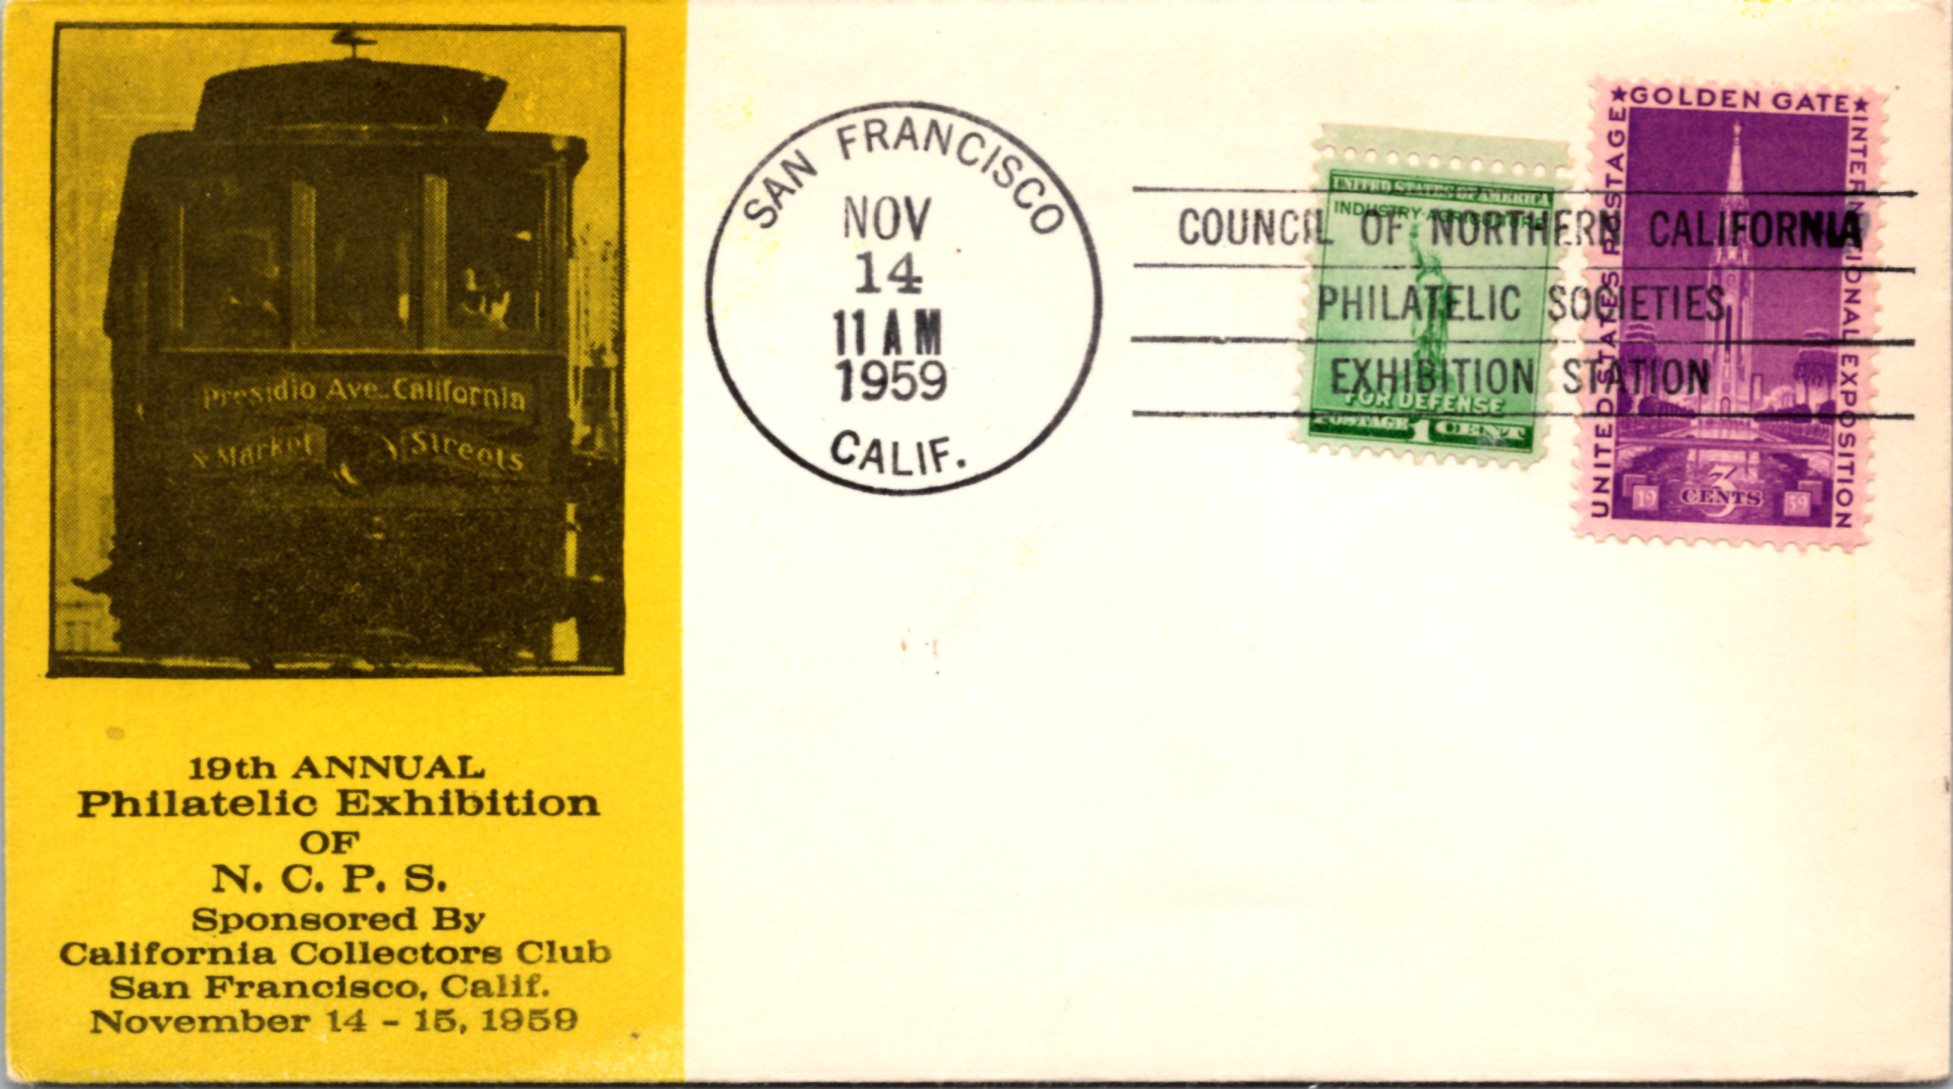 Presidio Ave. California
& Market Streets
19th ANNUAL
Philatelic Exhibition
OF
N. C. P. S.
Sponsored By
California Collectors Club
San Francisco, Calif.
November 14 - 15, 1959
SAN FRANCISCO
NOV
14
11 AM
1959
CALIF.
COUNCIL OF NORTHERN CALIFORNIA
PHILATELIC SOCIETIES
EXHIBITION STATION
UNITED STATES OF AMERICA
INDUSTRY·AGRICULTURE
FOR DEFENSE
POSTAGE 1 CENT
UNITED STATES POSTAGE
★GOLDEN GATE★
INTERNATIONAL EXPOSITION
3
CENTS
19 39